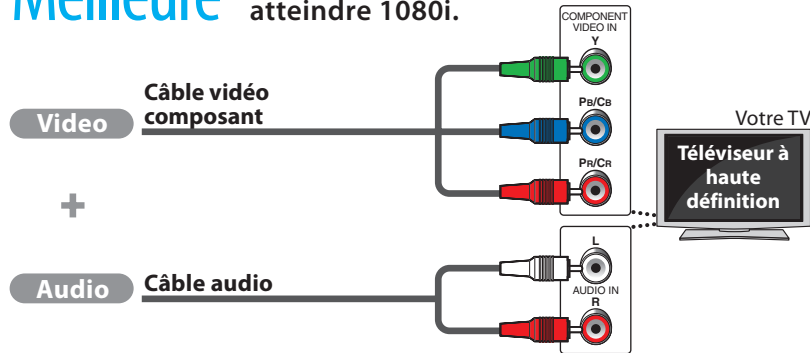 Meilleure
atteindre 1080i.
COMPONENT
VIDEO IN
Y
Câble vidéo
composant
Video
PB/CB
Votre TV
PR/CR
Téléviseur à
haute
définition
+
L
Audio
Câble audio
AUDIO IN
R